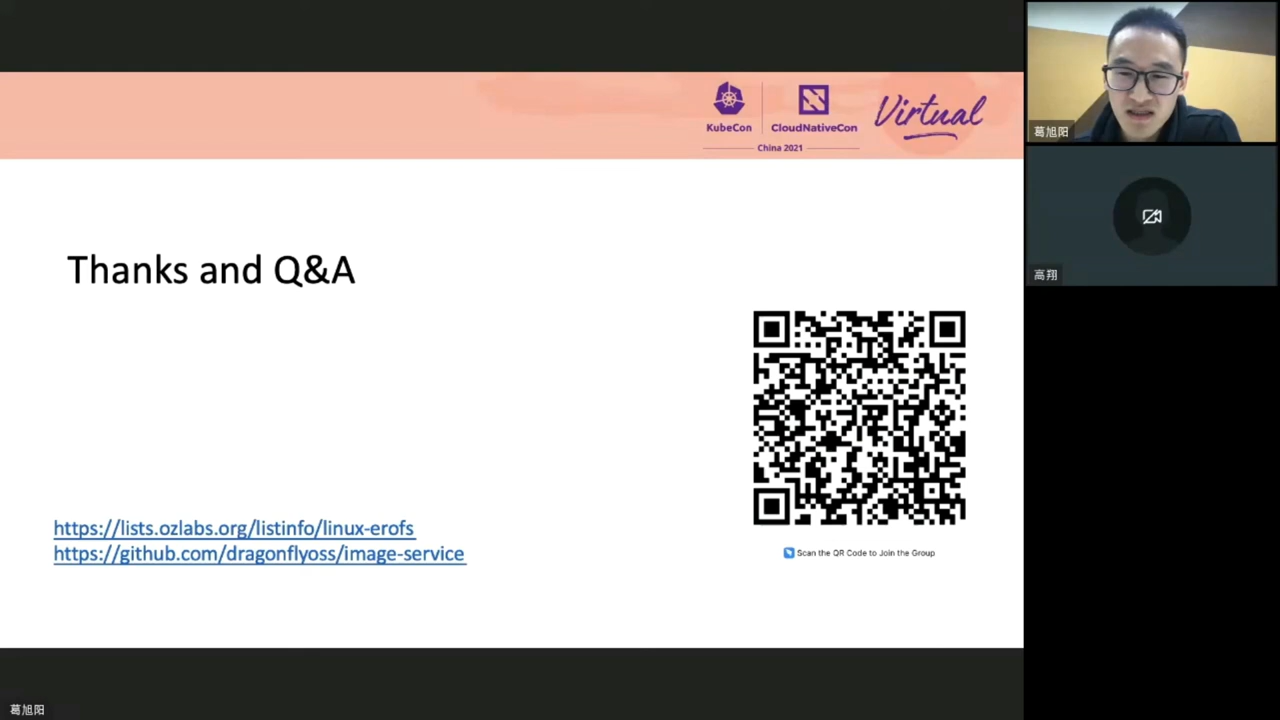 KubeCon
CloudNativeCon
China 2021
Virtual
Thanks and Q&A
https://lists.ozlabs.org/listinfo/linux-erofs
https://github.com/dragonflyoss/image-service
Scan the QR Code to Join the Group
葛旭阳
高翔
葛旭阳